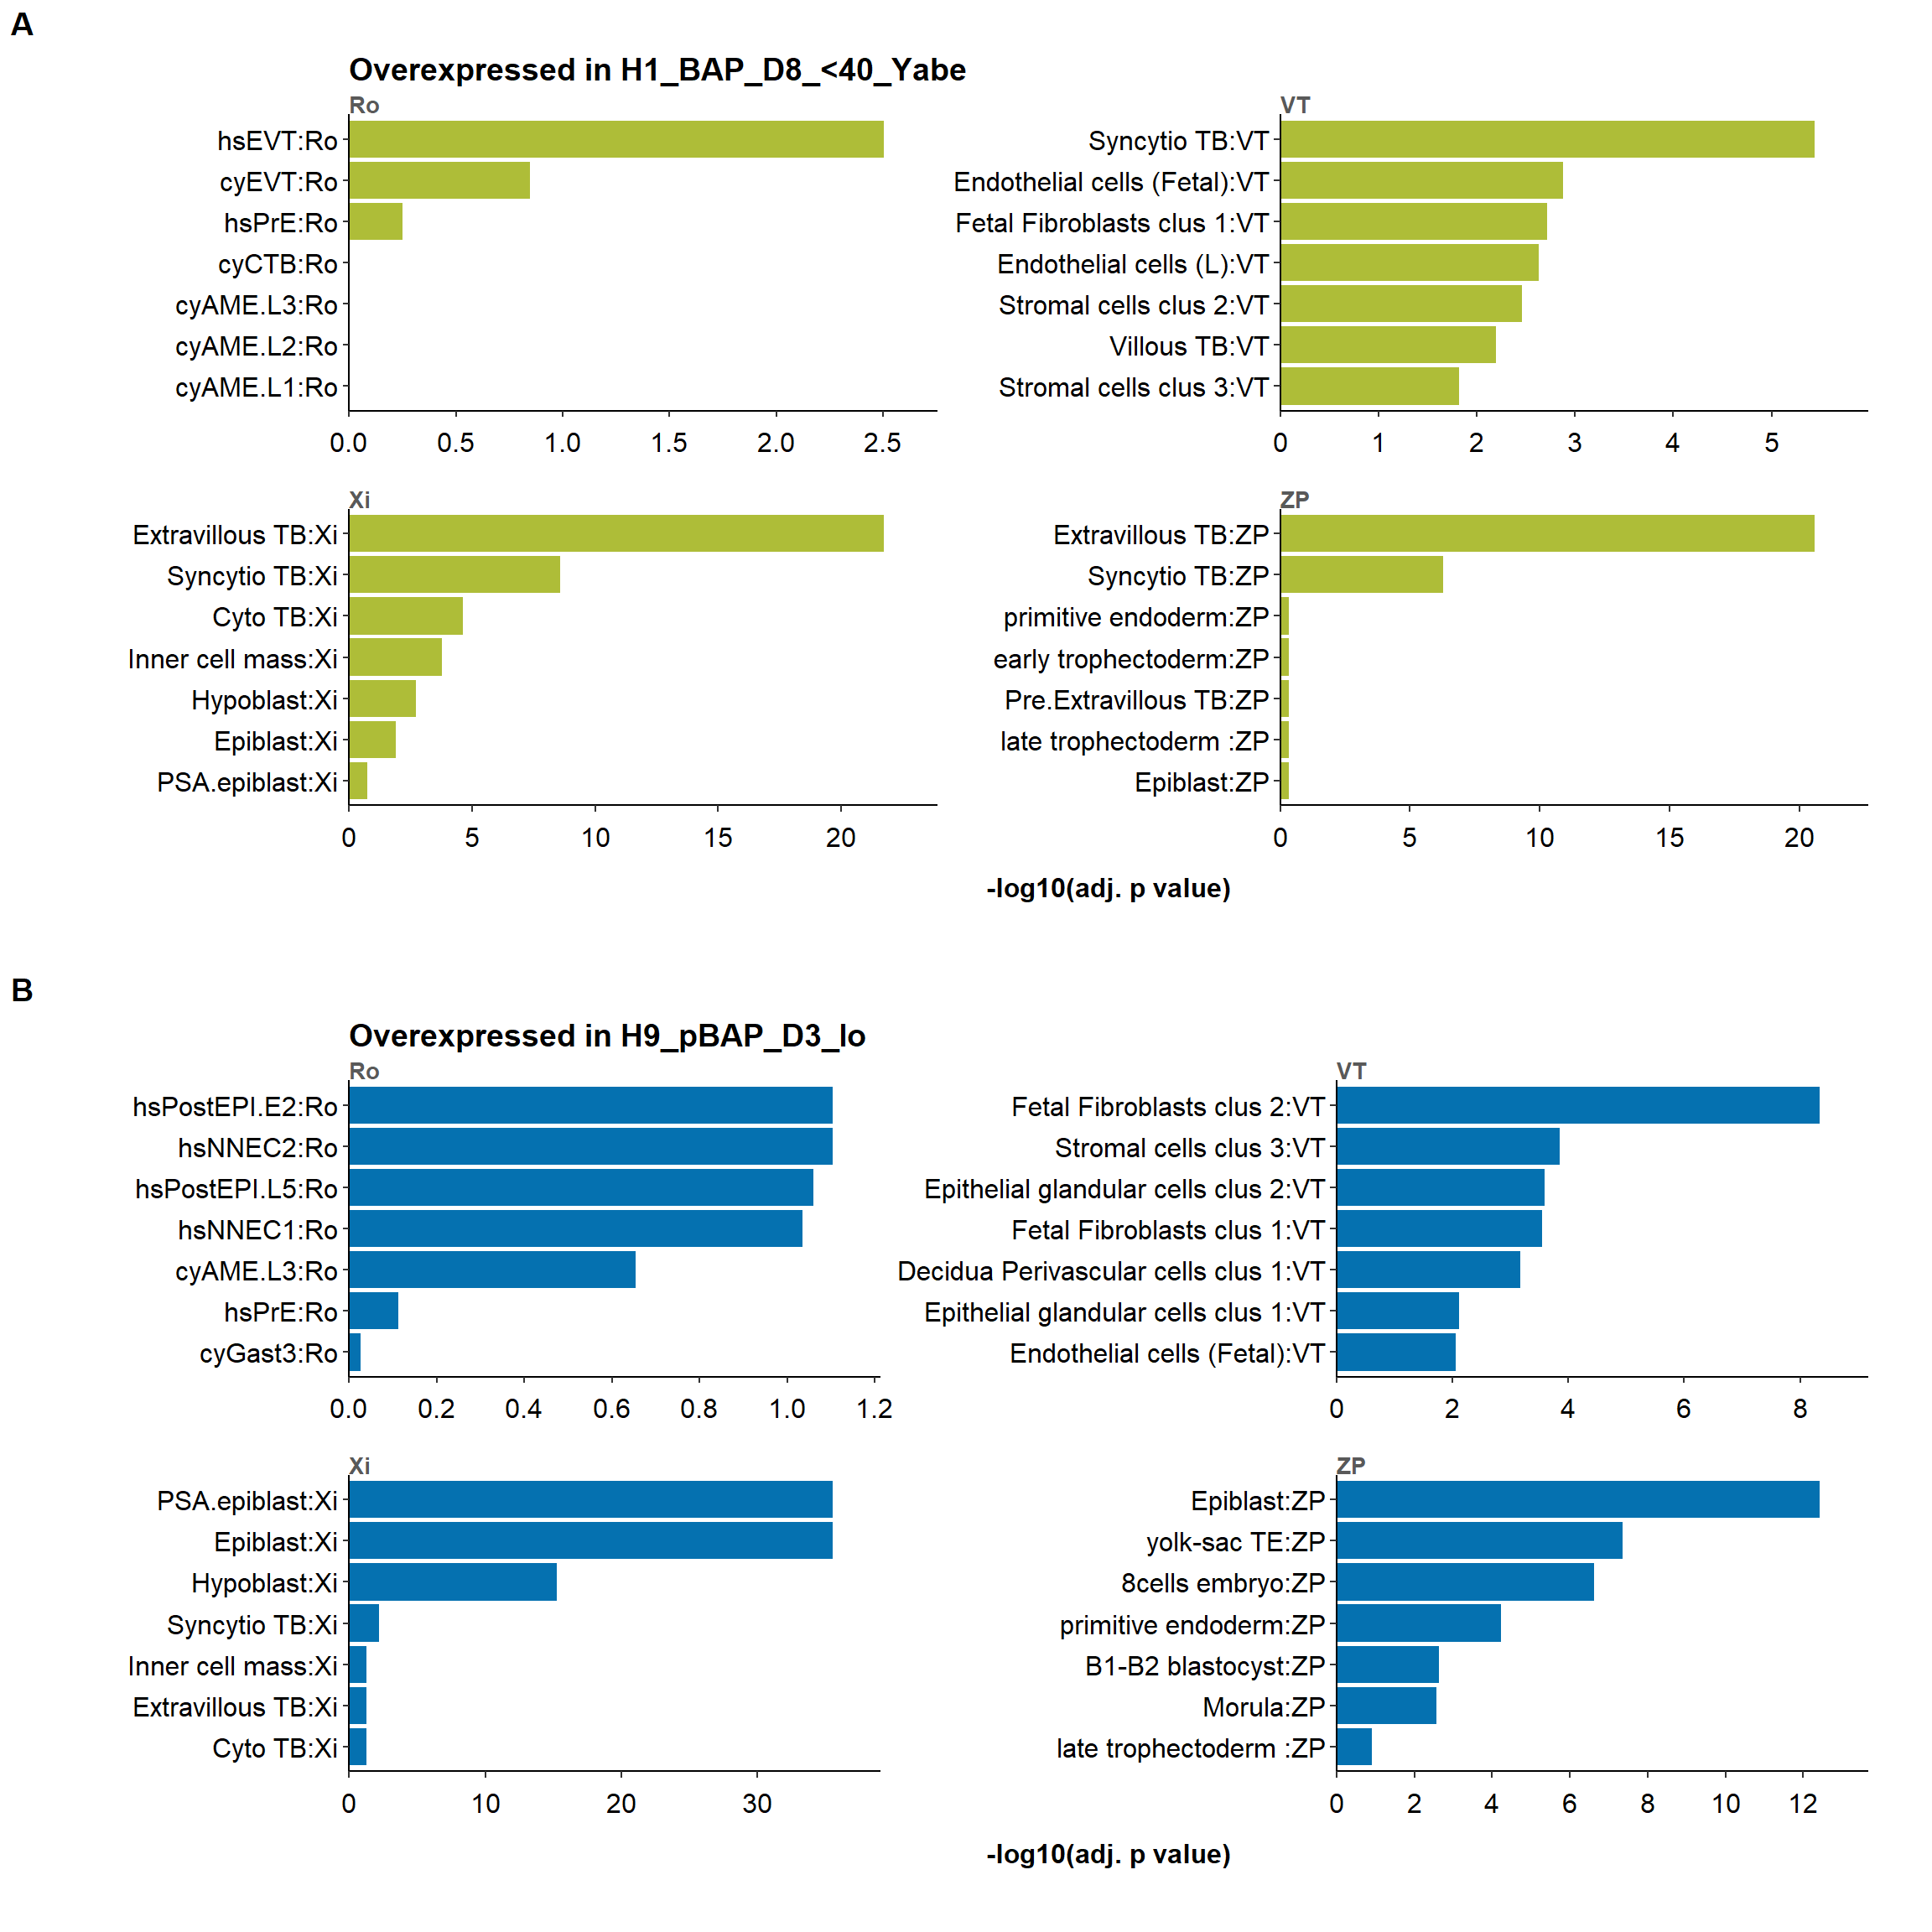 A
Overexpressed in H1_BAP_D8_<40_Yabe
Ro
hsEVT:Ro
cyEVT:Ro
hsPrE:Ro
cyCTB:Ro
cyAME.L3:Ro
cyAME.L2:Ro
cyAME.L1:Ro
0.0 0.5 1.0 1.5 2.0 2.5
VT
Syncytio TB:VT
Endothelial cells (Fetal):VT
Fetal Fibroblasts clus 1:VT
Endothelial cells (L):VT
Stromal cells clus 2:VT
Villous TB:VT
Stromal cells clus 3:VT
0 1 2 3 4 5
Xi
Extravillous TB:Xi
Syncytio TB:Xi
Cyto TB:Xi
Inner cell mass:Xi
Hypoblast:Xi
Epiblast:Xi
PSA.epiblast:Xi
0 5 10 15 20
ZP
Extravillous TB:ZP
Syncytio TB:ZP
primitive endoderm:ZP
early trophectoderm:ZP
Pre.Extravillous TB:ZP
late trophectoderm :ZP
Epiblast:ZP
0 5 10 15 20
-log10(adj. p value)
B
Overexpressed in H9_pBAP_D3_lo
Ro
hsPostEPI.E2:Ro
hsNNEC2:Ro
hsPostEPI.L5:Ro
hsNNEC1:Ro
cyAME.L3:Ro
hsPrE:Ro
cyGast3:Ro
0.0 0.2 0.4 0.6 0.8 1.0 1.2
VT
Fetal Fibroblasts clus 2:VT
Stromal cells clus 3:VT
Epithelial glandular cells clus 2:VT
Fetal Fibroblasts clus 1:VT
Decidua Perivascular cells clus 1:VT
Epithelial glandular cells clus 1:VT
Endothelial cells (Fetal):VT
0 2 4 6 8
Xi
PSA.epiblast:Xi
Epiblast:Xi
Hypoblast:Xi
Syncytio TB:Xi
Inner cell mass:Xi
Extravillous TB:Xi
Cyto TB:Xi
0 10 20 30
ZP
Epiblast:ZP
yolk-sac TE:ZP
8cells embryo:ZP
primitive endoderm:ZP
B1-B2 blastocyst:ZP
Morula:ZP
late trophectoderm :ZP
0 2 4 6 8 10 12
-log10(adj. p value)